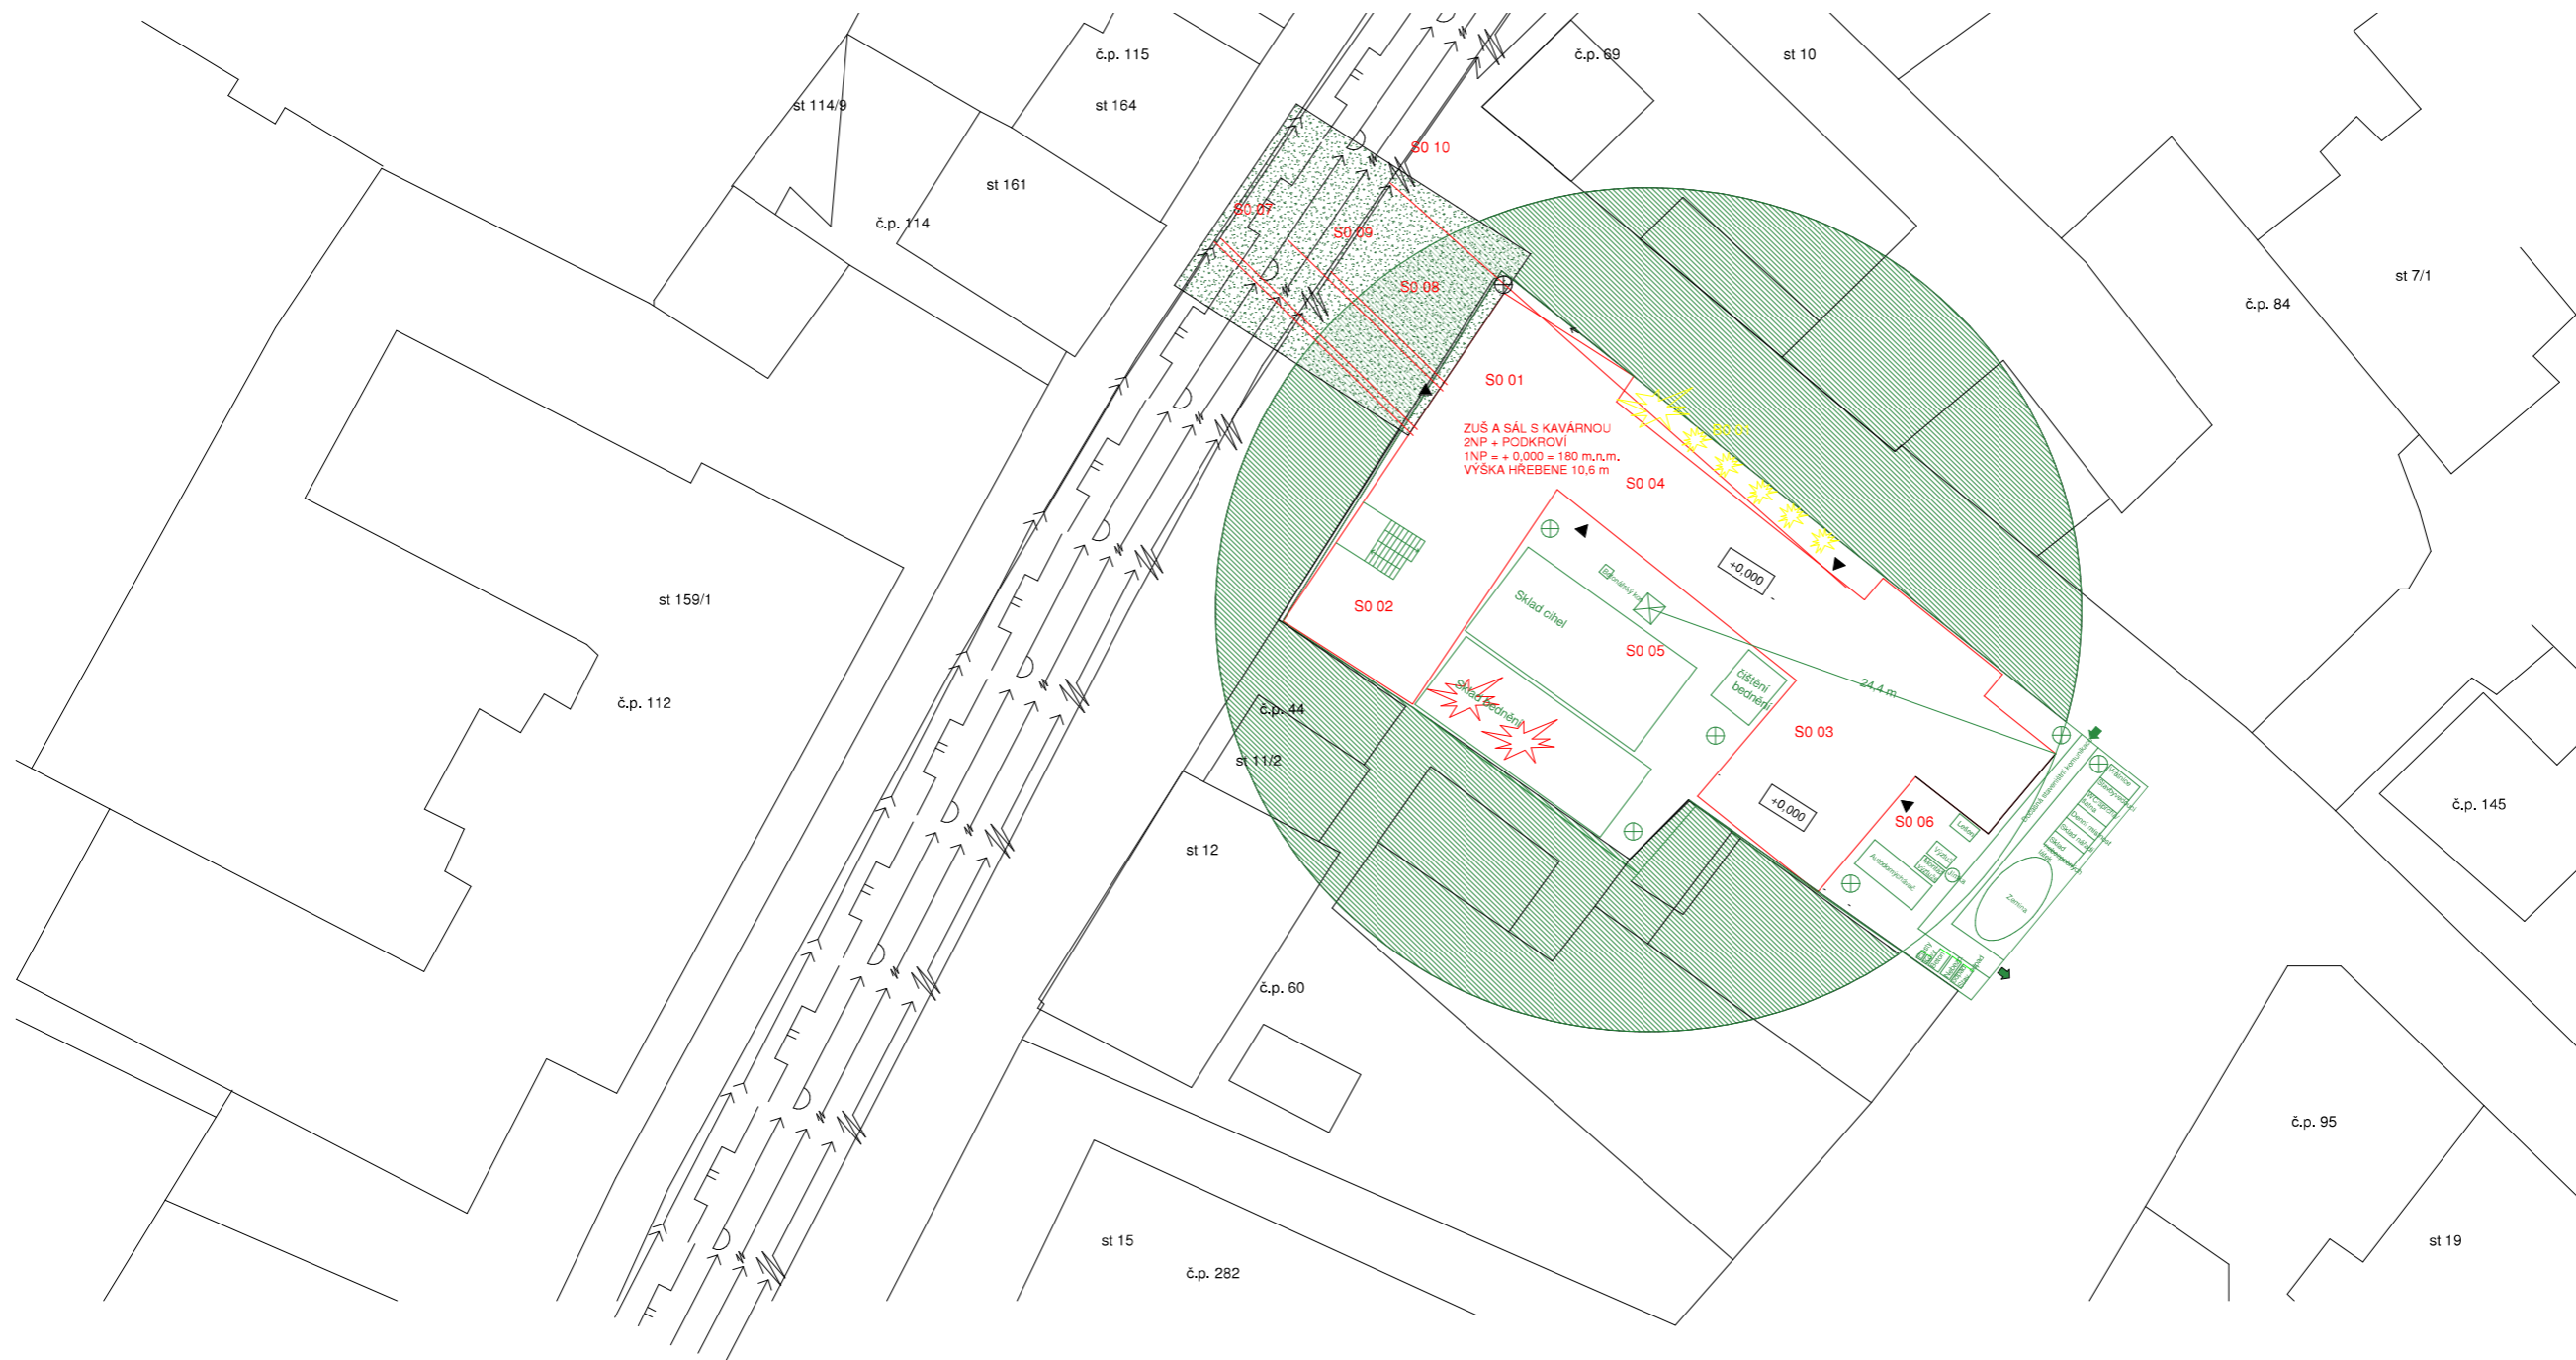 č.p. 115
č.p. 69
st 10
st 114/9
st 164
S0 10
st 161
S0 07
č.p. 114
S0 09
st 7/1
S0 08
č.p. 84
S0 01
ZUŠ A SÁL S KAVÁRNOU
2NP + PODKROVÍ
1NP = + 0,000 = 180 m.n.m.
VÝŠKA HŘEBENE 10,6 m
S0 04
+0,000
st 159/1
S0 02
Sklad cihel
S0 05
čištění
bednění
24,4 m
Sklad bednění
č.p. 112
č.p. 44
S0 03
st 11/2
Vrátnice
+0,000
č.p. 145
S0 06
st 12
Sklad
Zemina
č.p. 60
č.p. 95
st 15
st 19
č.p. 282